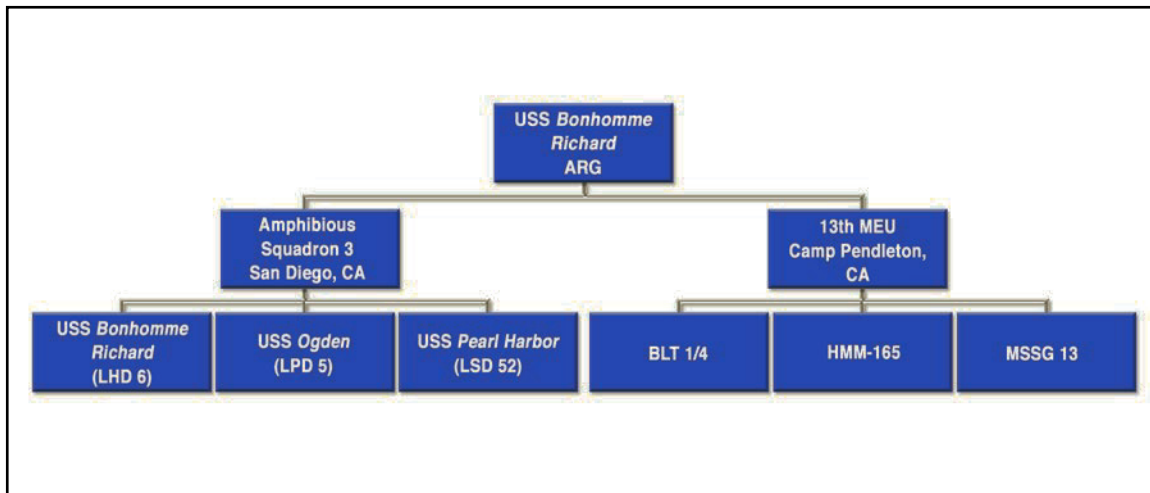 USS Bonhomme
Richard
ARG
Amphibious
Squadron 3
San Diego, CA
13th MEU
Camp Pendleton,
CA
USS Bonhomme
Richard
(LHD 6)
USS Ogden
(LPD 5)
USS Pearl Harbor
(LSD 52)
BLT 1/4
HMM-165
MSSG 13